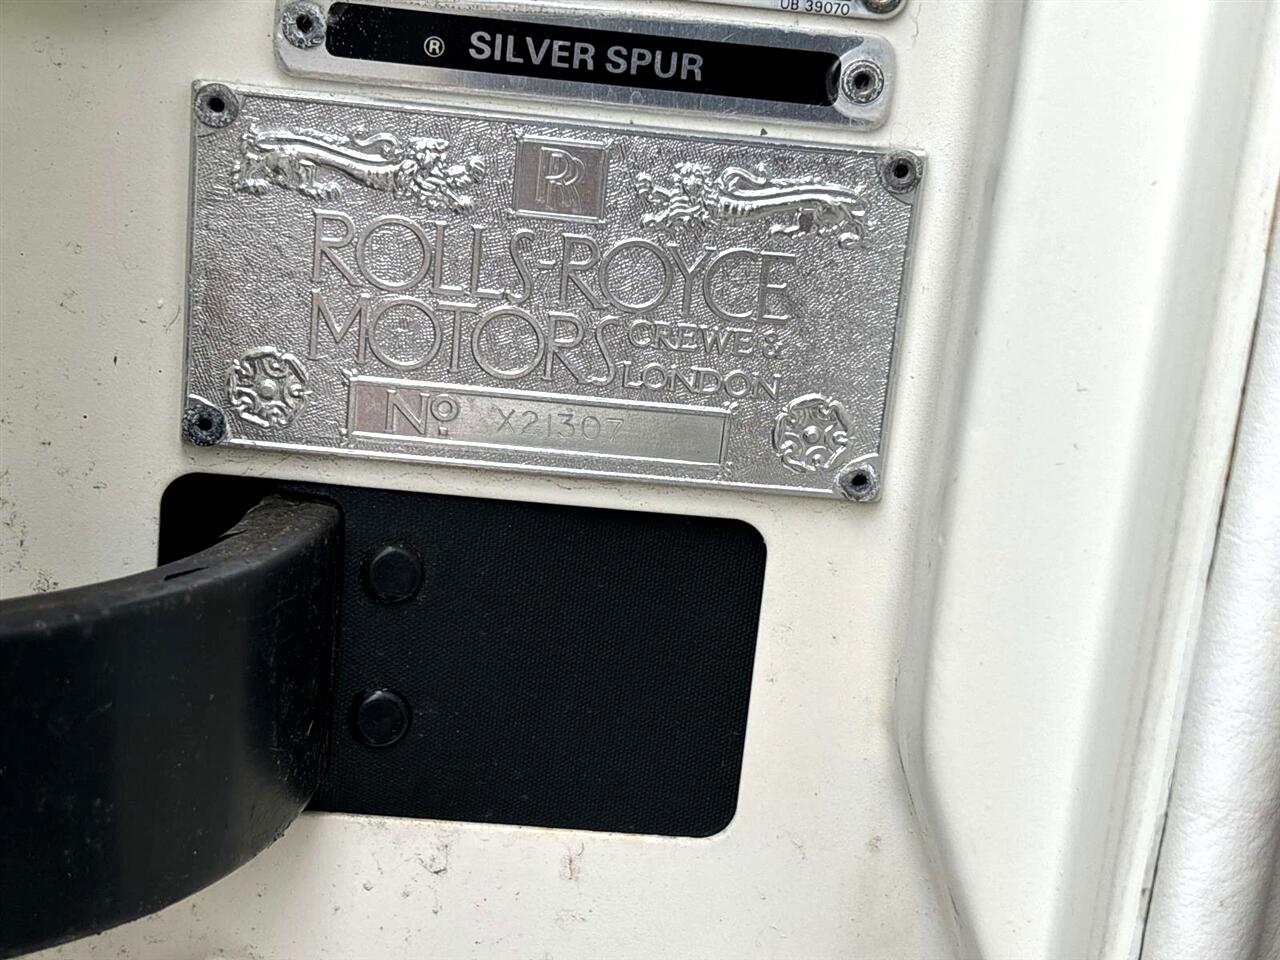 UB 39070
® SILVER SPUR
RR
ROLLS-ROYCE
MOTORS CREWE &
LONDON
No. X21307